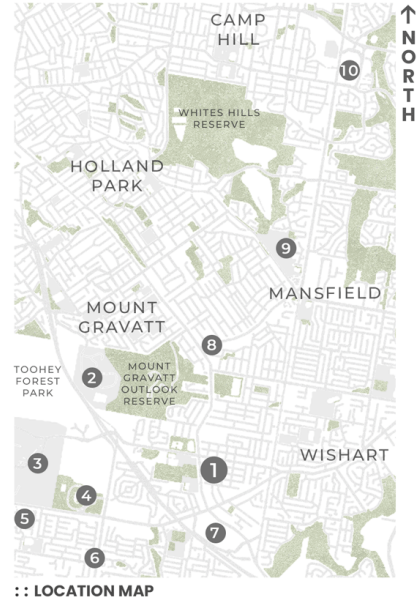 CAMP
HILL
NORTH
10
WHITES HILLS
RESERVE
HOLLAND
PARK
9
MANSFIELD
MOUNT
GRAVATT
8
TOOHEY
FOREST
PARK
2
MOUNT
GRAVATT
OUTLOOK
RESERVE
WISHART
3
1
4
5
7
6
:: LOCATION MAP